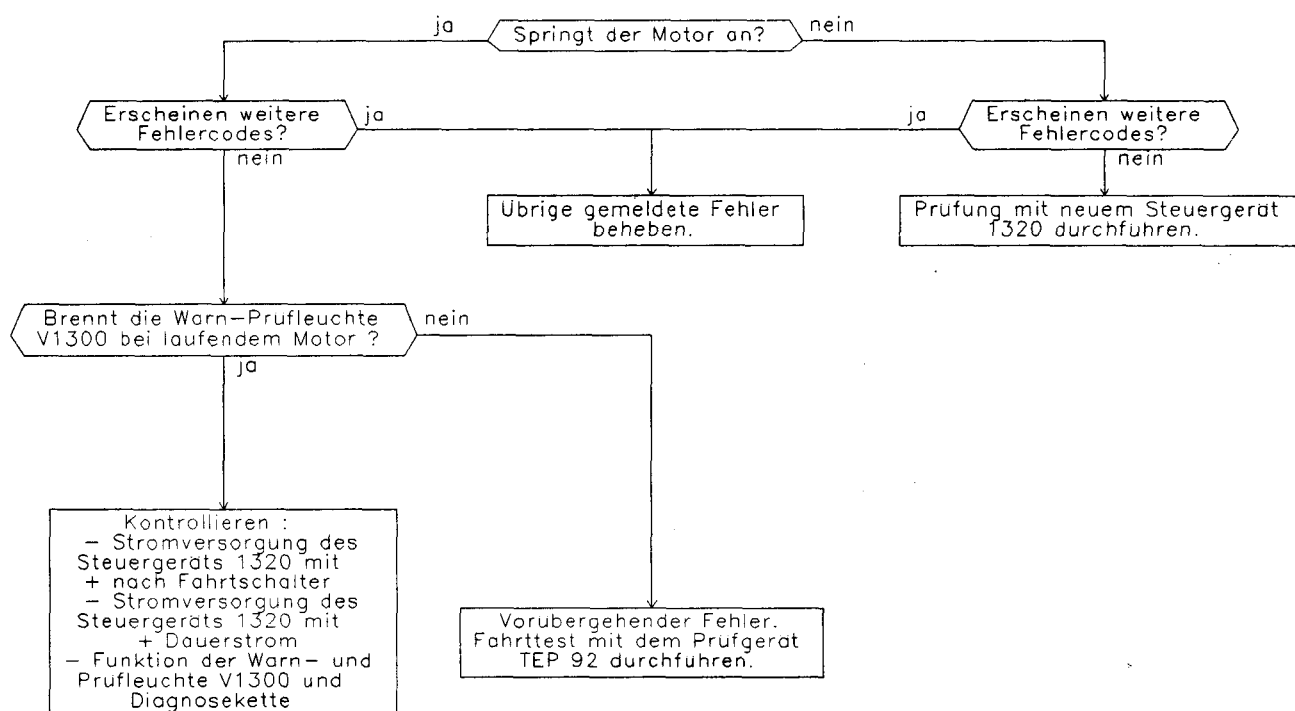 ja
Springt der Motor an?
nein
Erscheinen weitere
Fehlercodes?
ja
nein
ja
Erscheinen weitere
Fehlercodes?
nein
Übrige gemeldete Fehler
beheben.
Prüfung mit neuem Steuergerät
1320 durchführen.
Brennt die Warn-Prufleuchte
V1300 bei laufendem Motor ?
nein
ja
Kontrollieren :
- Stromversorgung des
Steuergeräts 1320 mit
+ nach Fahrtschalter
- Stromversorgung des
Steuergeräts 1320 mit
+ Dauerstrom
- Funktion der Warn- und
Prufleuchte V1300 und
Diagnosekette
Vorubergehender Fehler.
Fahrttest mit dem Prüfgerät
TEP 92 durchführen.